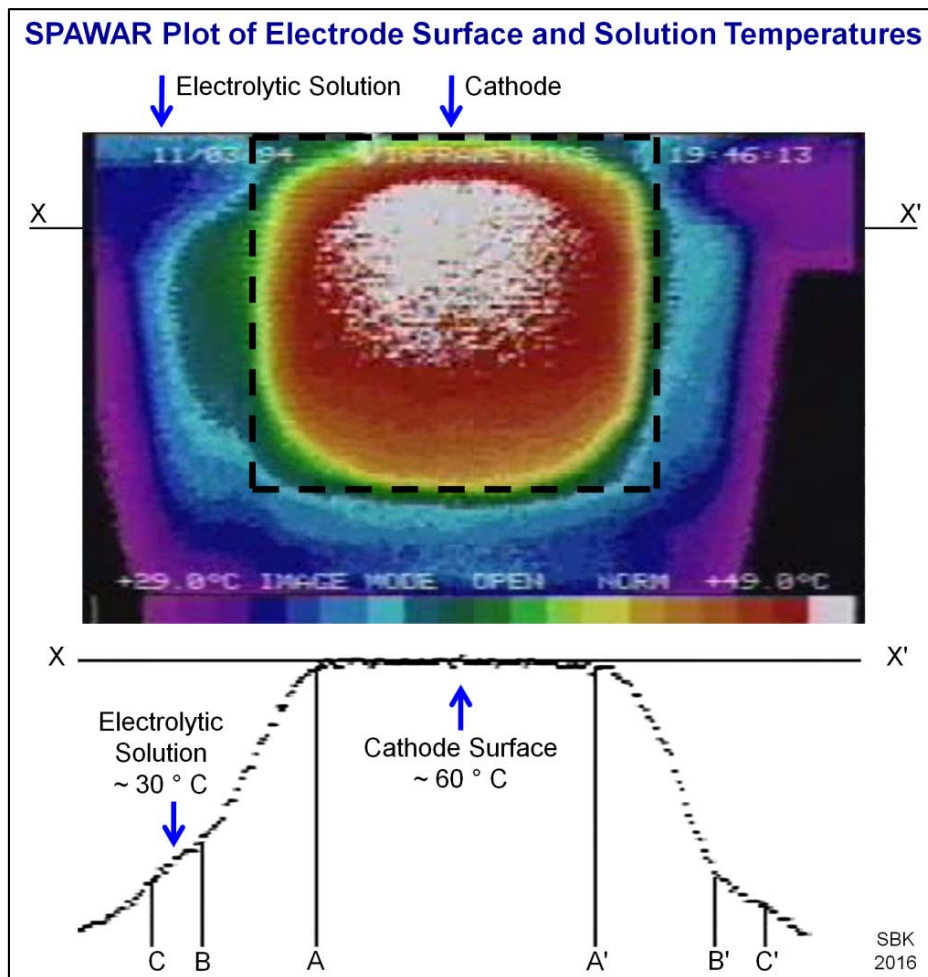 SPAWAR Plot of Electrode Surface and Solution Temperatures
Electrolytic Solution
Cathode
11/03/94 INFRAMETRICS 19:46:13
X X'
+29.0°C IMAGE MODE OPEN NORM +49.0°C
X X'
Electrolytic
Solution
~ 30 ° C
Cathode Surface
~ 60 ° C
C B A A' B' C'
SBK
2016